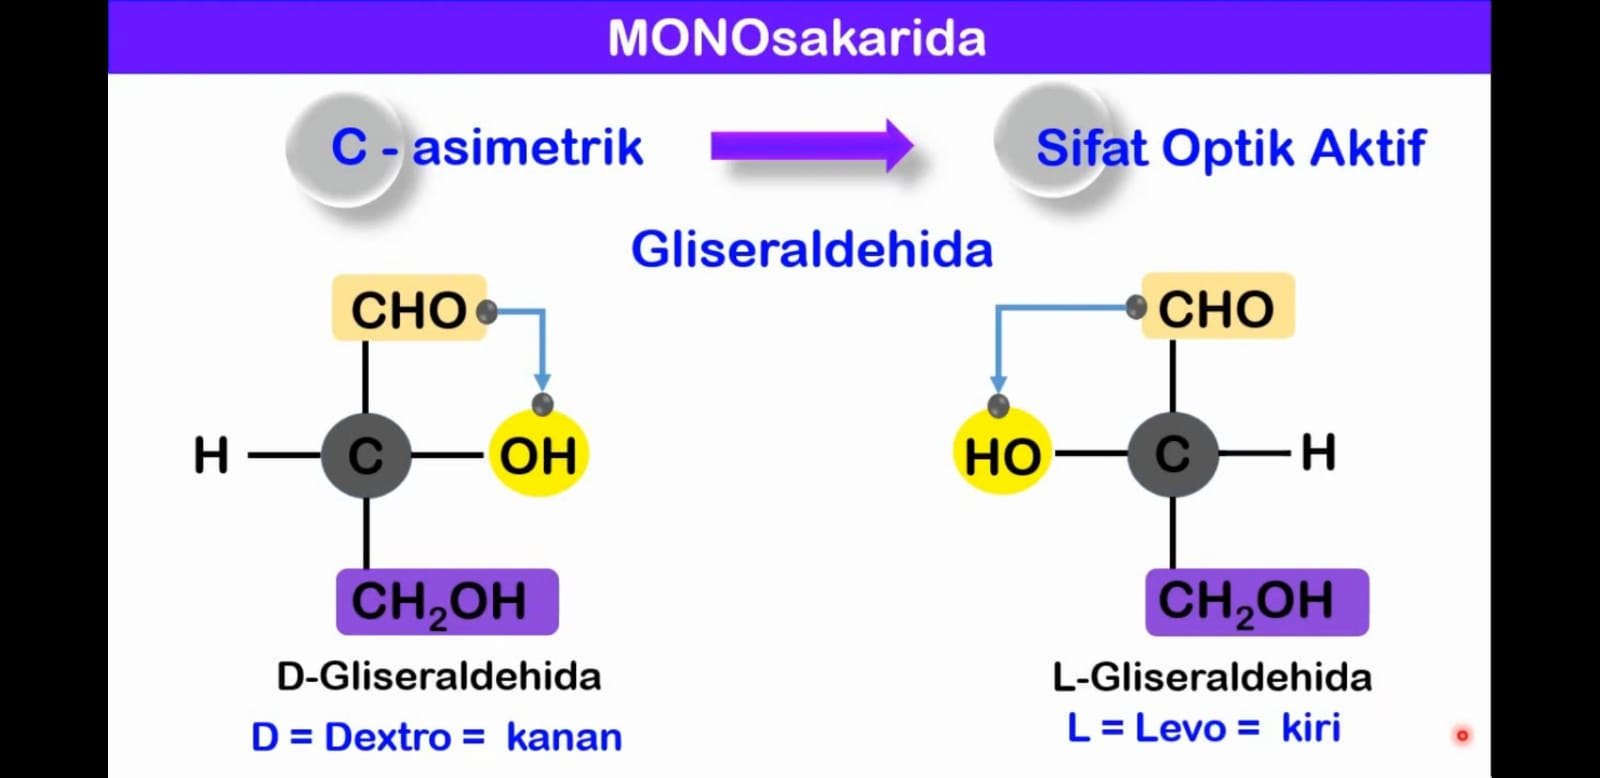 MONOsakarida
C - asimetrik
Sifat Optik Aktif
Gliseraldehida
CHO
H
C
OH
CH₂OH
D-Gliseraldehida
D = Dextro = kanan
CHO
HO
C
H
CH₂OH
L-Gliseraldehida
L = Levo = kiri